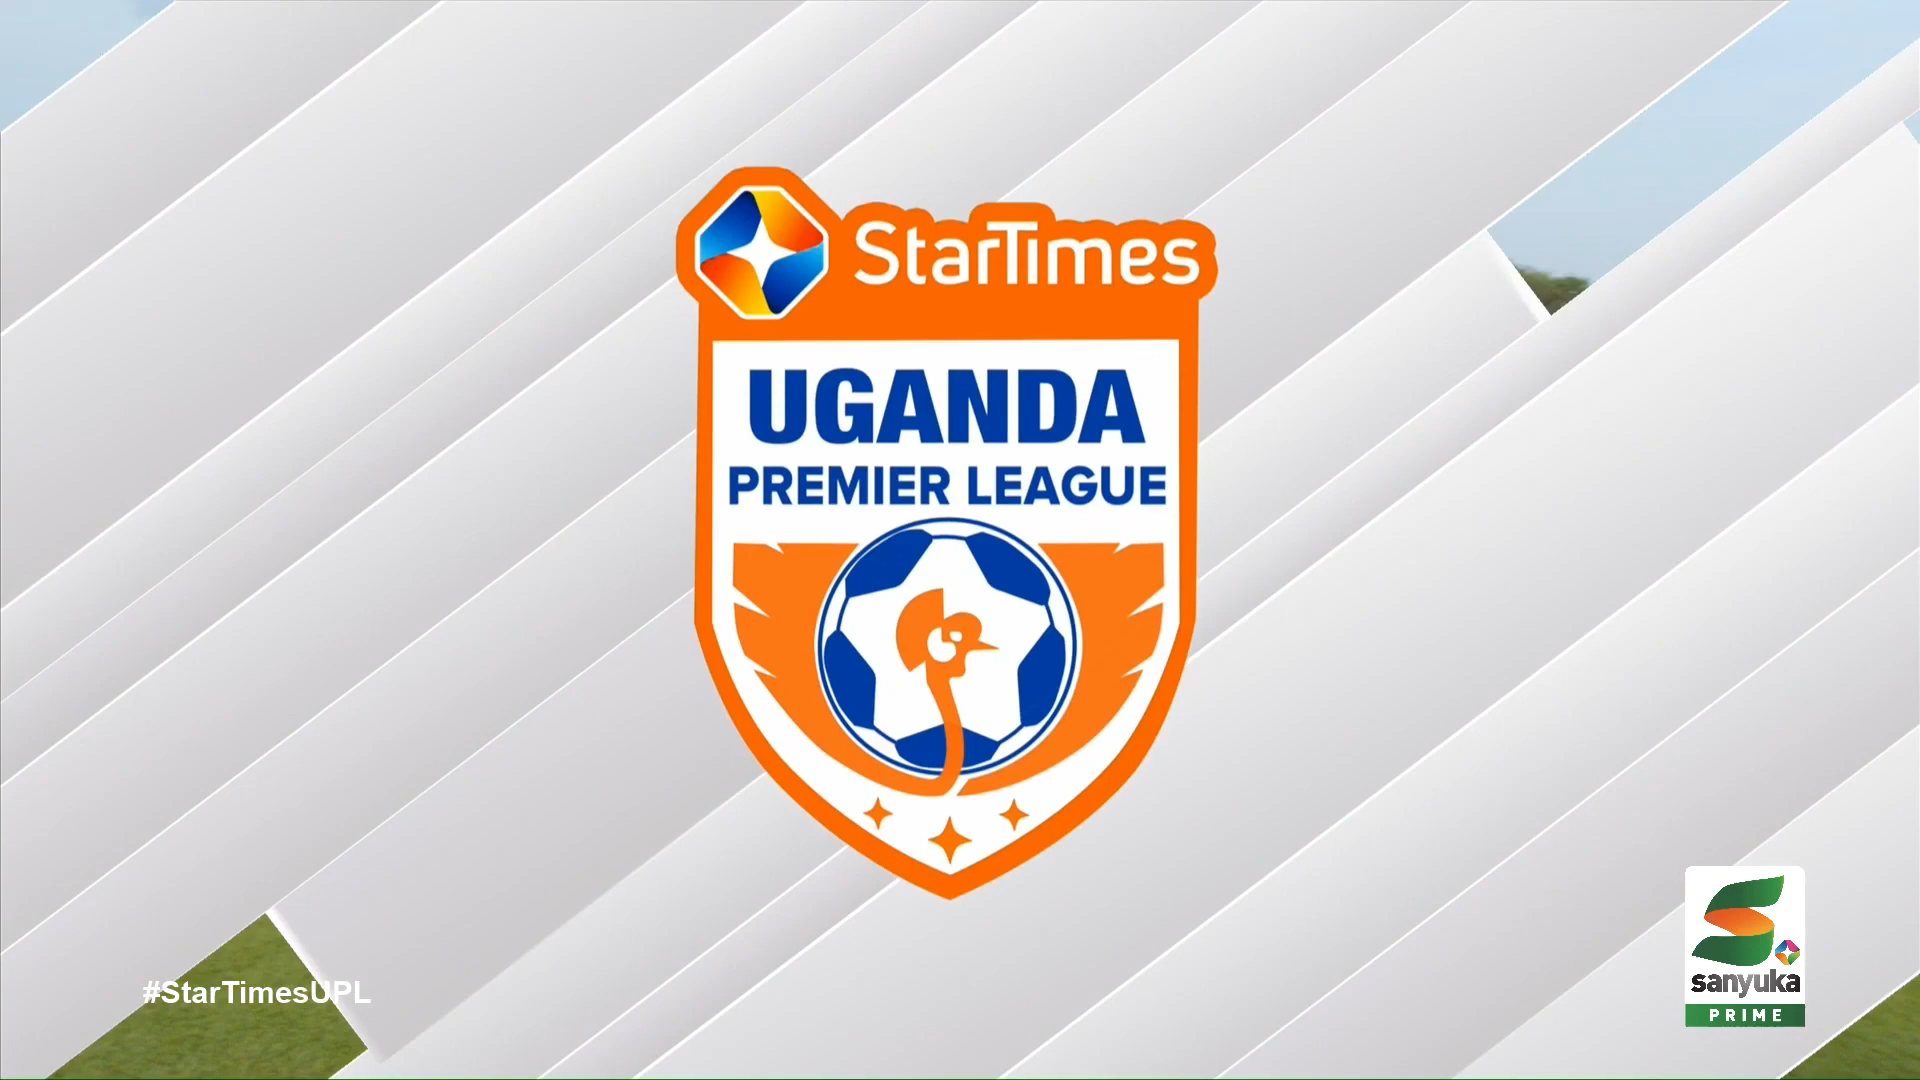 StarTimes
UGANDA
PREMIER LEAGUE
#StarTimesUPL
sanyuka
PRIME